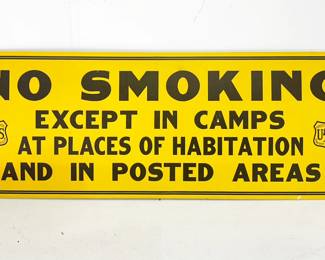 NO SMOKING
EXCEPT IN CAMPS
AT PLACES OF HABITATION
AND IN POSTED AREAS